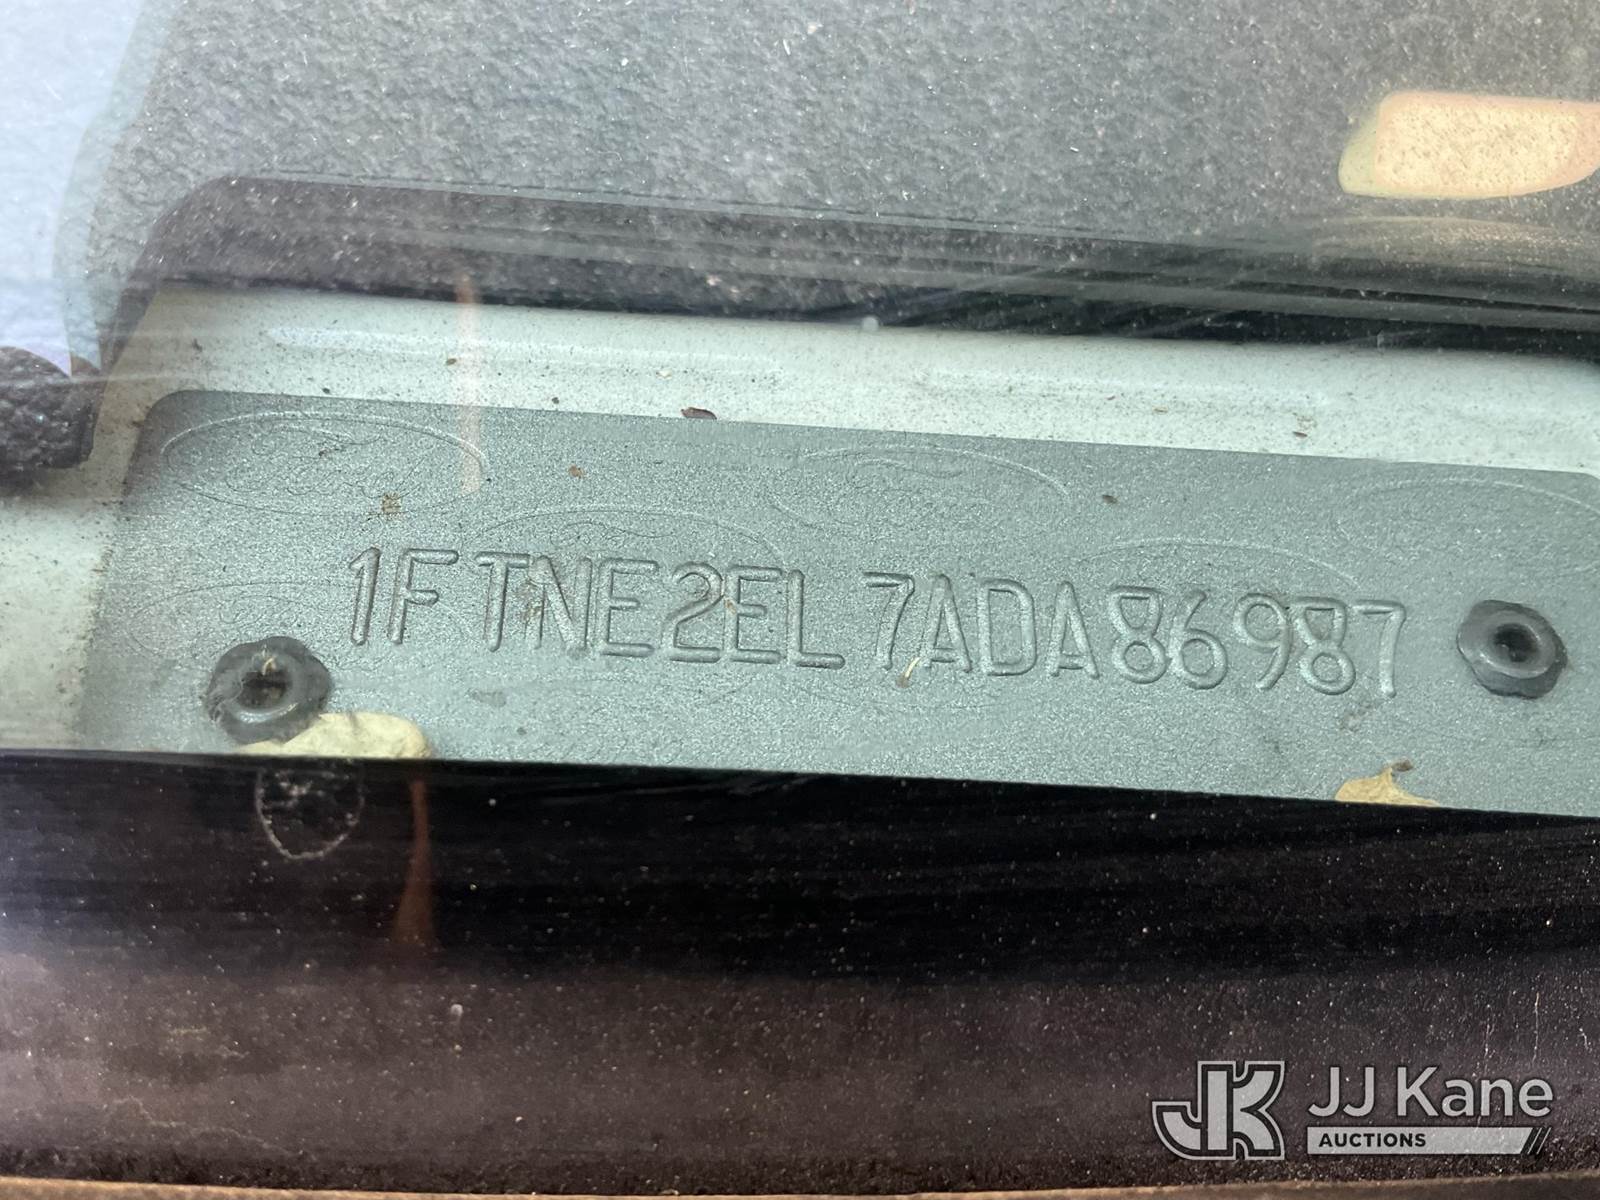 1FTNE2EL7ADA86987
JK JJ Kane
AUCTIONS